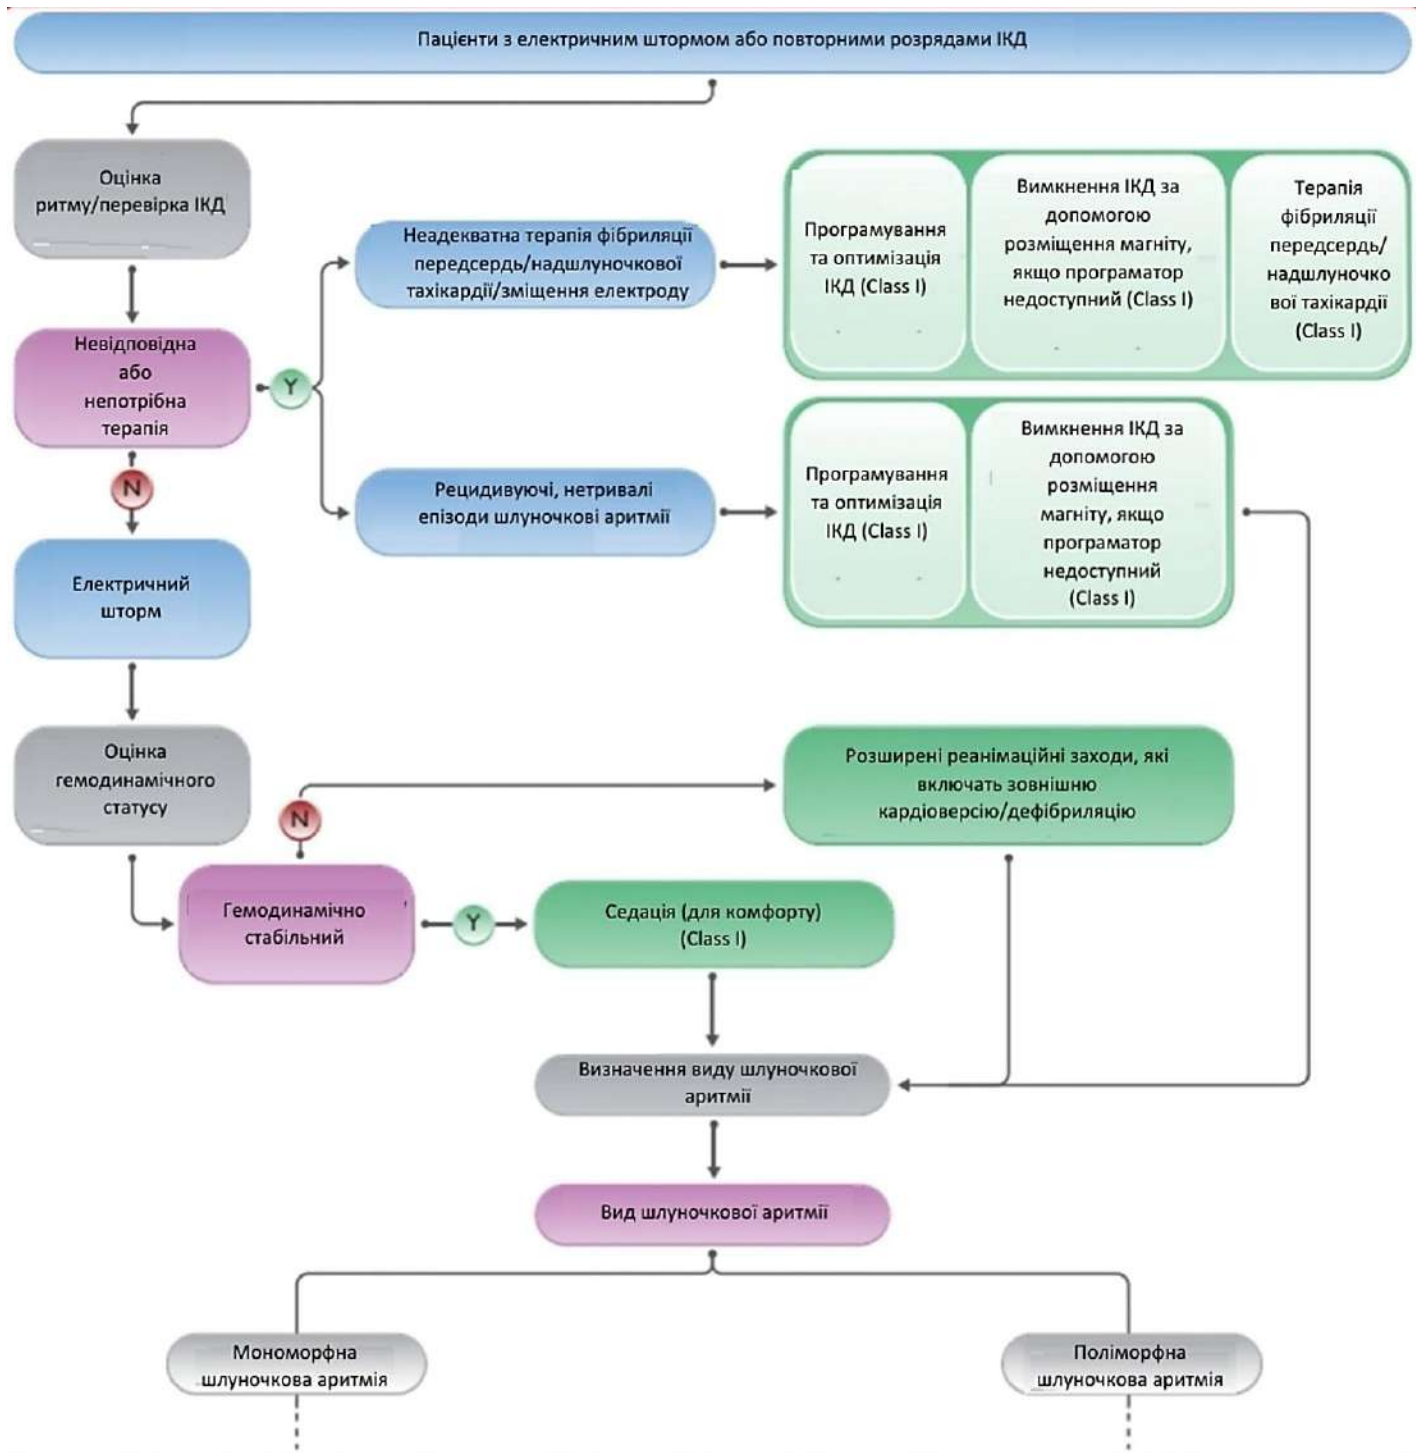 Пацієнти з електричним штормом або повторними розрядами ІКД
Оцінка
ритму/перевірка ІКД
Неадекватна терапія фібриляції
передсердь/надшлуночкової
тахікардії/зміщення електроду
Програмування
та оптимізація
ІКД (Class I)
Вимкнення ІКД за
допомогою
розміщення магніту,
якщо програматор
недоступний (Class I)
Терапія
фібриляції
передсердь/
надшлуночко
вої тахікардії
(Class I)
Невідповідна
або
непотрібна
терапія
Y
N
Рецидивуючі, нетривалі
епізоди шлуночкові аритмії
Програмування
та оптимізація
ІКД (Class I)
Вимкнення ІКД за
допомогою
розміщення
магніту, якщо
програматор
недоступний
(Class I)
Електричний
шторм
Оцінка
гемодинамічного
статусу
N
Розширені реанімаційні заходи, які
включать зовнішню
кардіоверсію/дефібриляцію
Гемодинамічно
стабільний
Y
Седація (для комфорту)
(Class I)
Визначення виду шлуночкової
аритмії
Вид шлуночкової аритмії
Мономорфна
шлуночкова аритмія
Поліморфна
шлуночкова аритмія